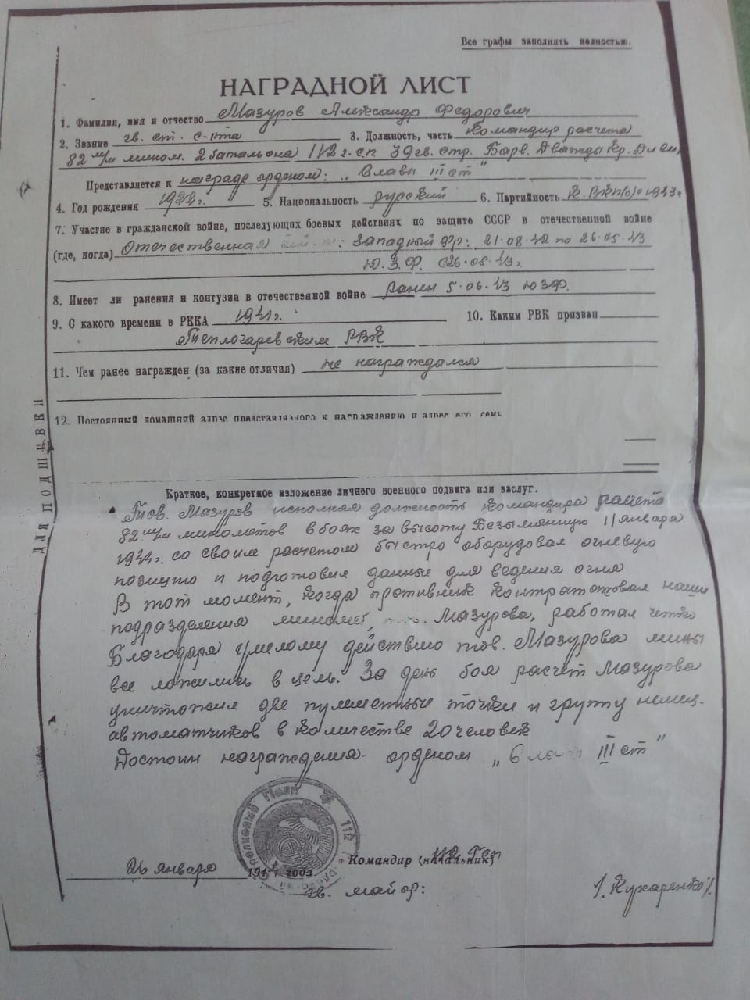 Все графы заполнять полностью.
НАГРАДНОЙ ЛИСТ
1. Фамилия, имя и отчество Мазуров Александр Федорович
2. Звание гв. ст. с-нта 3. Должность, часть Командир расчета
82 м/м мином. 2 батальона 112 г.с.п. 39 гв. стр. Барв. Дважды Кр.
Представляется к награде орденом: „Славы III ст"
4. Год рождения 1922 г. 5. Национальность русский 6. Партийность 1943 г
7. Участие в гражданской войне, последующих боевых действиях по защите СССР в отечественной войне
(где, когда) Отечественная : Западный фр: 21.08.42 по 26.05.43
Ю.З.Ф. с 26.05.43 г.
8. Имеет ли ранения и контузии в отечественной войне Ранен 5.06.43 ЮЗФ.
9. С какого времени в РККА 1941 г. 10. Каким РВК призван
Теплогаревским РВК
11. Чем ранее награжден (за какие отличия) не награждался
12. Постоянный домашний адрес представляемого к награждению и адрес его семьи
ДЛЯ ПОДШИВКИ
Краткое, конкретное изложение личного военного подвига или заслуг.
Тов. Мазуров исполняя должность Командира расчета
82 м/м минометов в боях за высоту Безымянную 11 января
1944 г. со своим расчетом быстро оборудовал огневую
позицию и подготовил данные для ведения огня
В тот момент, когда противник контратаковал наши
подразделения миномет, тов. Мазурова, работал четко
Благодаря умелому действию тов. Мазурова мины
все ложились в цель. За день боя расчет Мазурова
уничтожил две пулеметные точки и группу немец.
автоматчиков в количестве 20 человек
Достоин награждения орденом „Славы III ст"
Стрелковый Полк 112
26 января 194 года. Командир (начальник) 112 Гсп
гв. майор: /. Кухаренко /.